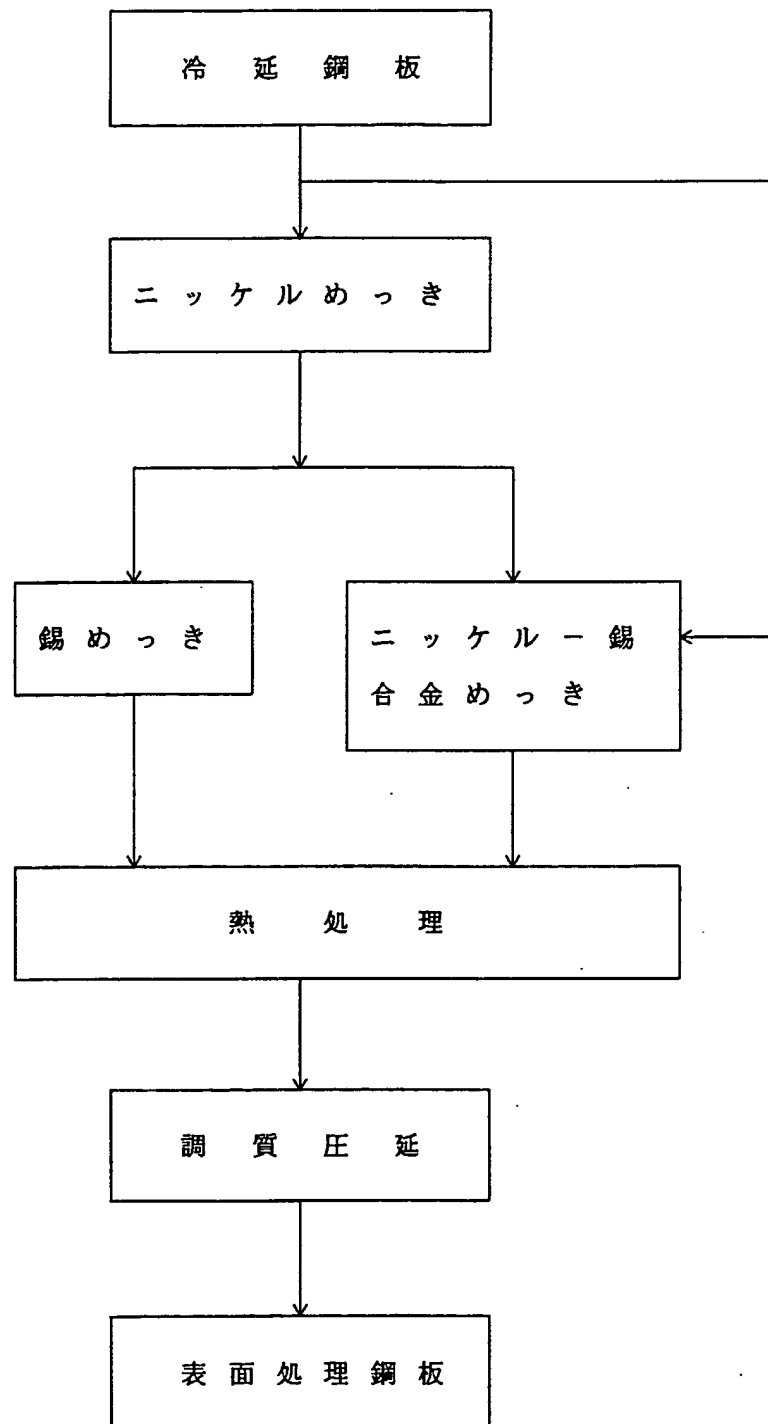 冷延鋼板
ニッケルめっき
錫めっき
ニッケル－錫
合金めっき
熱処理
調質圧延
表面処理鋼板